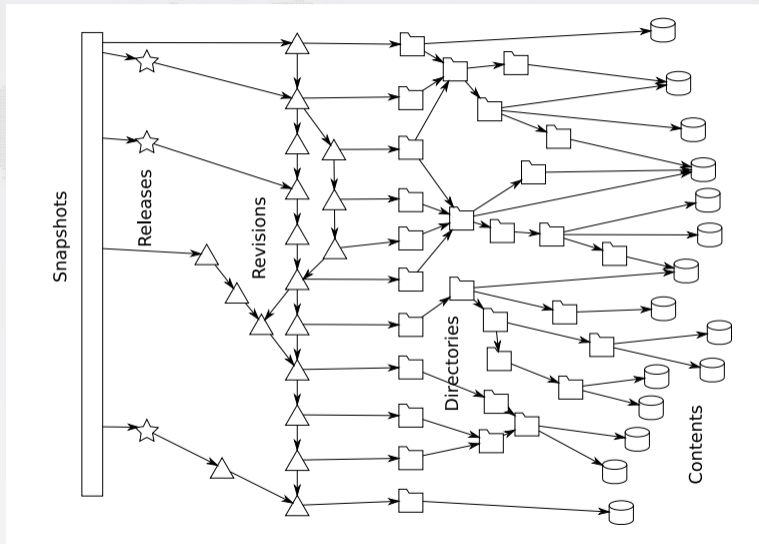 Snapshots
Releases
Revisions
Directories
Contents